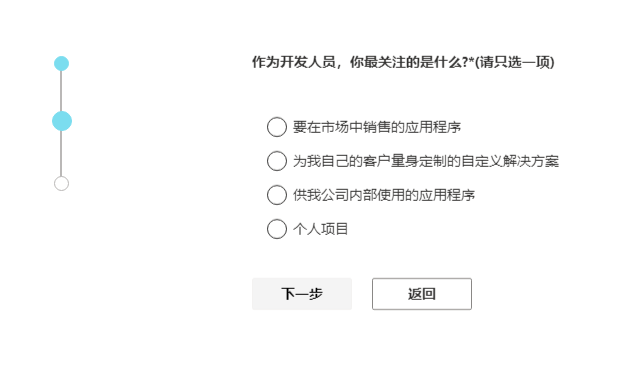 作为开发人员，你最关注的是什么?*(请只选一项)
要在市场中销售的应用程序
为我自己的客户量身定制的自定义解决方案
供我公司内部使用的应用程序
个人项目
下一步
返回